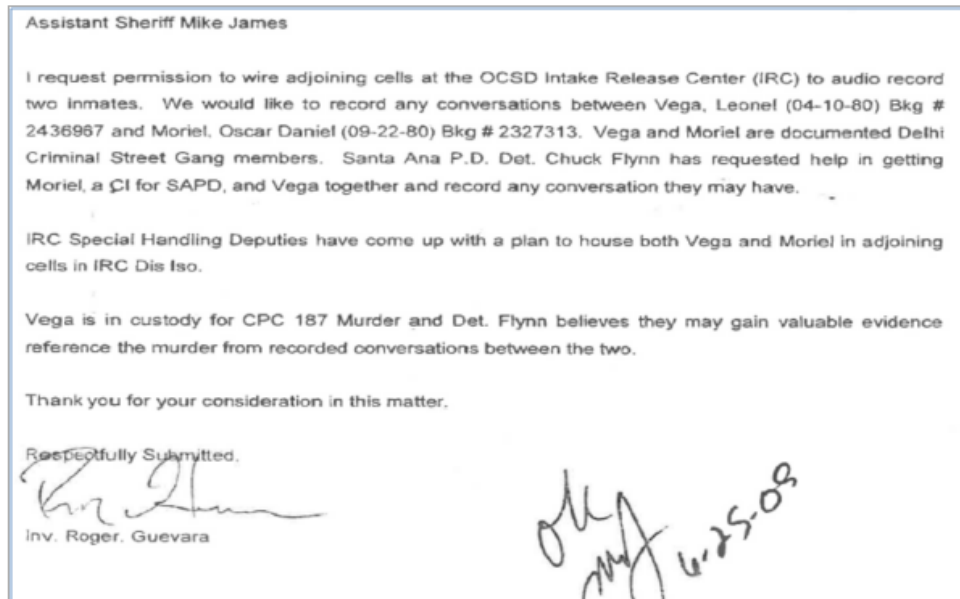 Assistant Sheriff Mike James
I request permission to wire adjoining cells at the OCSD Intake Release Center (IRC) to audio record
two inmates. We would like to record any conversations between Vega, Leonel (04-10-80) Bkg #
2436967 and Moriel, Oscar Daniel (09-22-80) Bkg # 2327313. Vega and Moriel are documented Delhi
Criminal Street Gang members. Santa Ana P.D. Det. Chuck Flynn has requested help in getting
Moriel, a CI for SAPD, and Vega together and record any conversation they may have.
IRC Special Handling Deputies have come up with a plan to house both Vega and Moriel in adjoining
cells in IRC Dis Iso.
Vega is in custody for CPC 187 Murder and Det. Flynn believes they may gain valuable evidence
reference the murder from recorded conversations between the two.
Thank you for your consideration in this matter.
Respectfully Submitted.
Inv. Roger. Guevara
ok
MJ